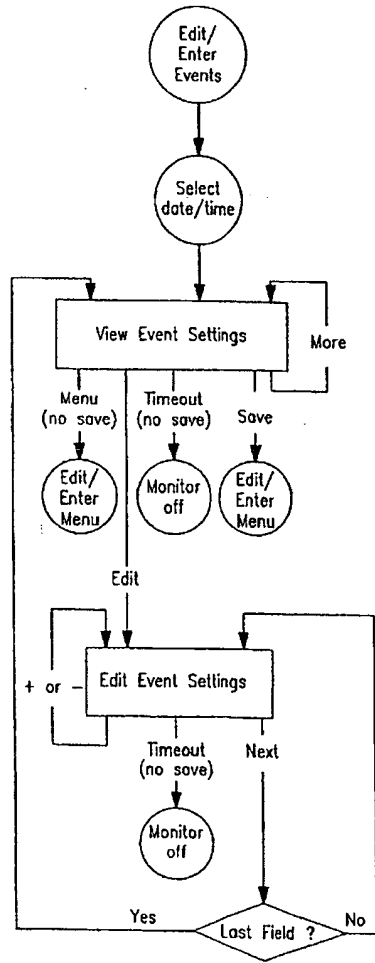 Edit/
Enter
Events
Select
date/time
View Event Settings
More
Menu
(no save)
Timeout
(no save)
Save
Edit/
Enter
Menu
Monitor
off
Edit/
Enter
Menu
Edit
+ or -
Edit Event Settings
Timeout
(no save)
Next
Monitor
off
Yes
Last Field ?
No